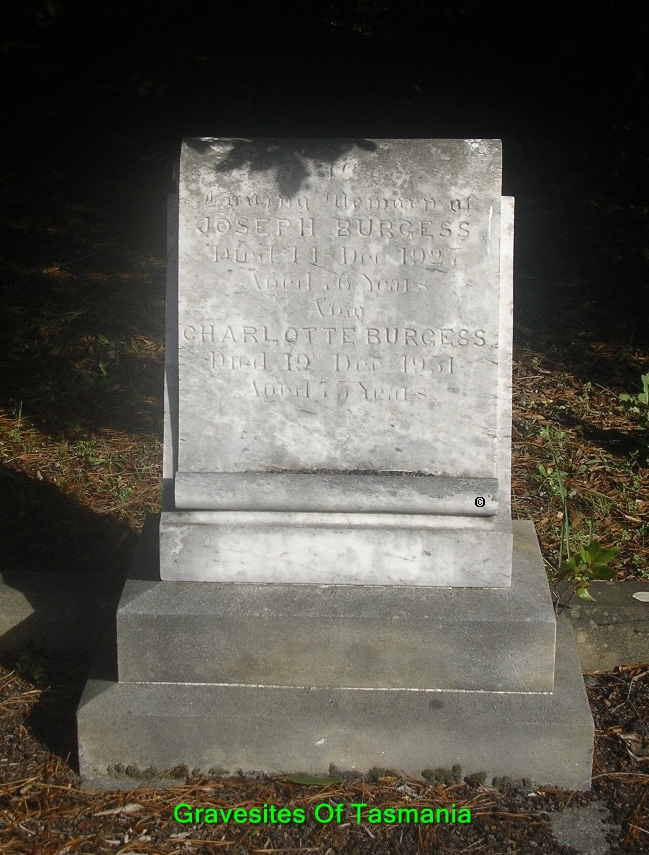 In
Loving Memory of
JOSEPH BURGESS
Died 11 Dec 1927
Aged 76 Years
Also
CHARLOTTE BURGESS
Died 19 Dec 1931
Aged 75 Years
©
Gravesites Of Tasmania